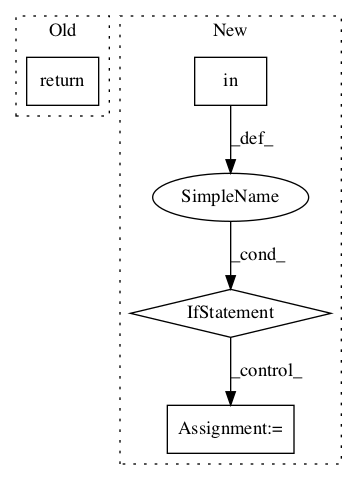 Old
New
return
in
_def_
SimpleName
_cond_
IfStatement
_control_
Assignment:=